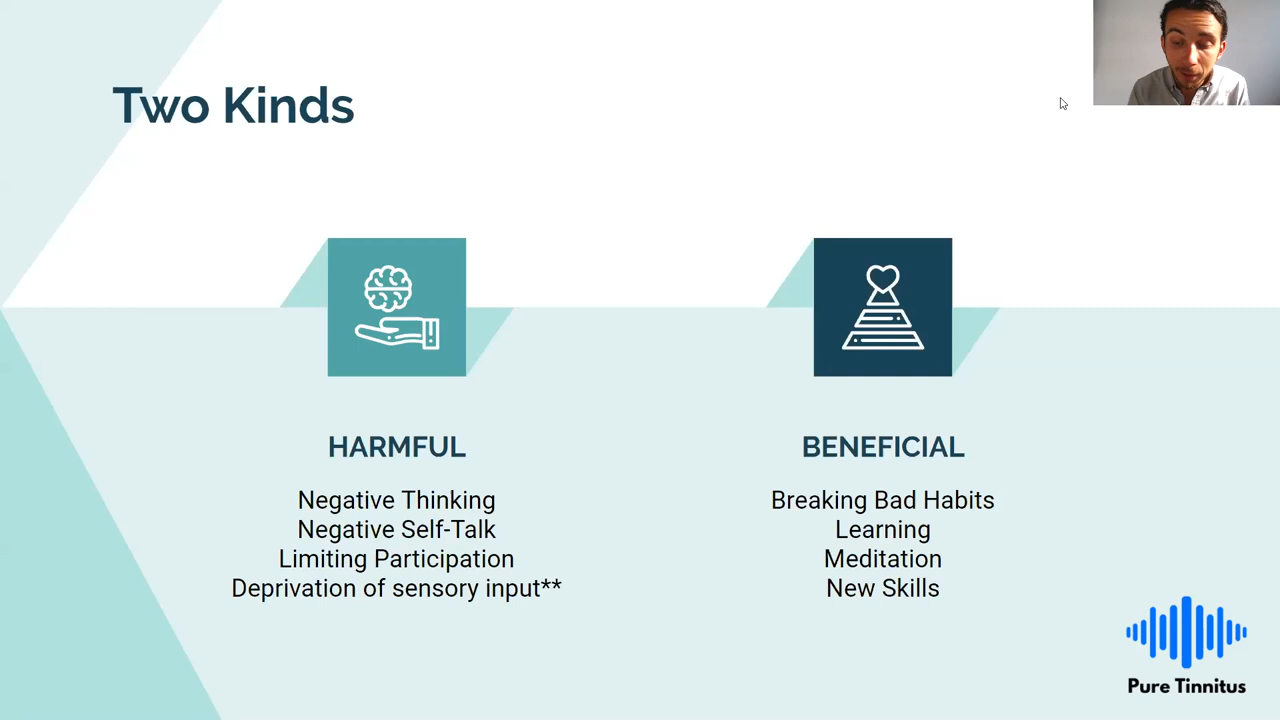 Two Kinds
HARMFUL
Negative Thinking
Negative Self-Talk
Limiting Participation
Deprivation of sensory input**
BENEFICIAL
Breaking Bad Habits
Learning
Meditation
New Skills
Pure Tinnitus